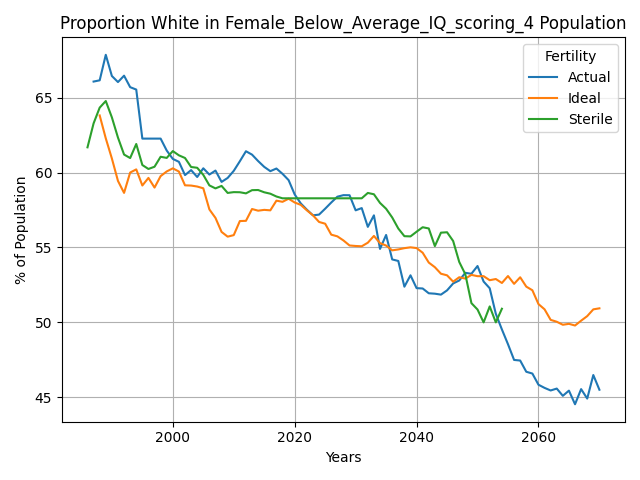 Proportion White in Female_Below_Average_IQ_scoring_4 Population
Fertility
Actual
Ideal
Sterile
% of Population
65
60
55
50
45
2000
2020
2040
2060
Years